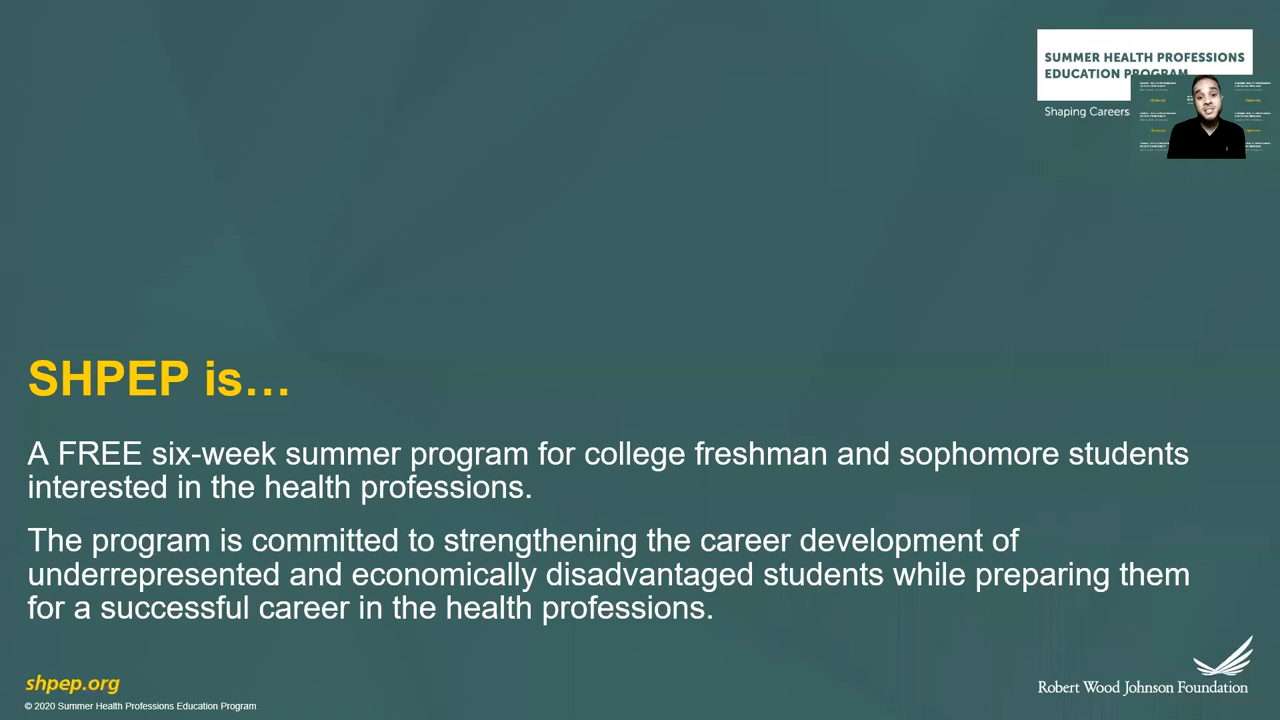 SUMMER HEALTH PROFESSIONS
EDUCATION PROGRAM
Shaping Careers
SHPEP is…
A FREE six-week summer program for college freshman and sophomore students
interested in the health professions.
The program is committed to strengthening the career development of
underrepresented and economically disadvantaged students while preparing them
for a successful career in the health professions.
shpep.org
© 2020 Summer Health Professions Education Program.
Robert Wood Johnson Foundation